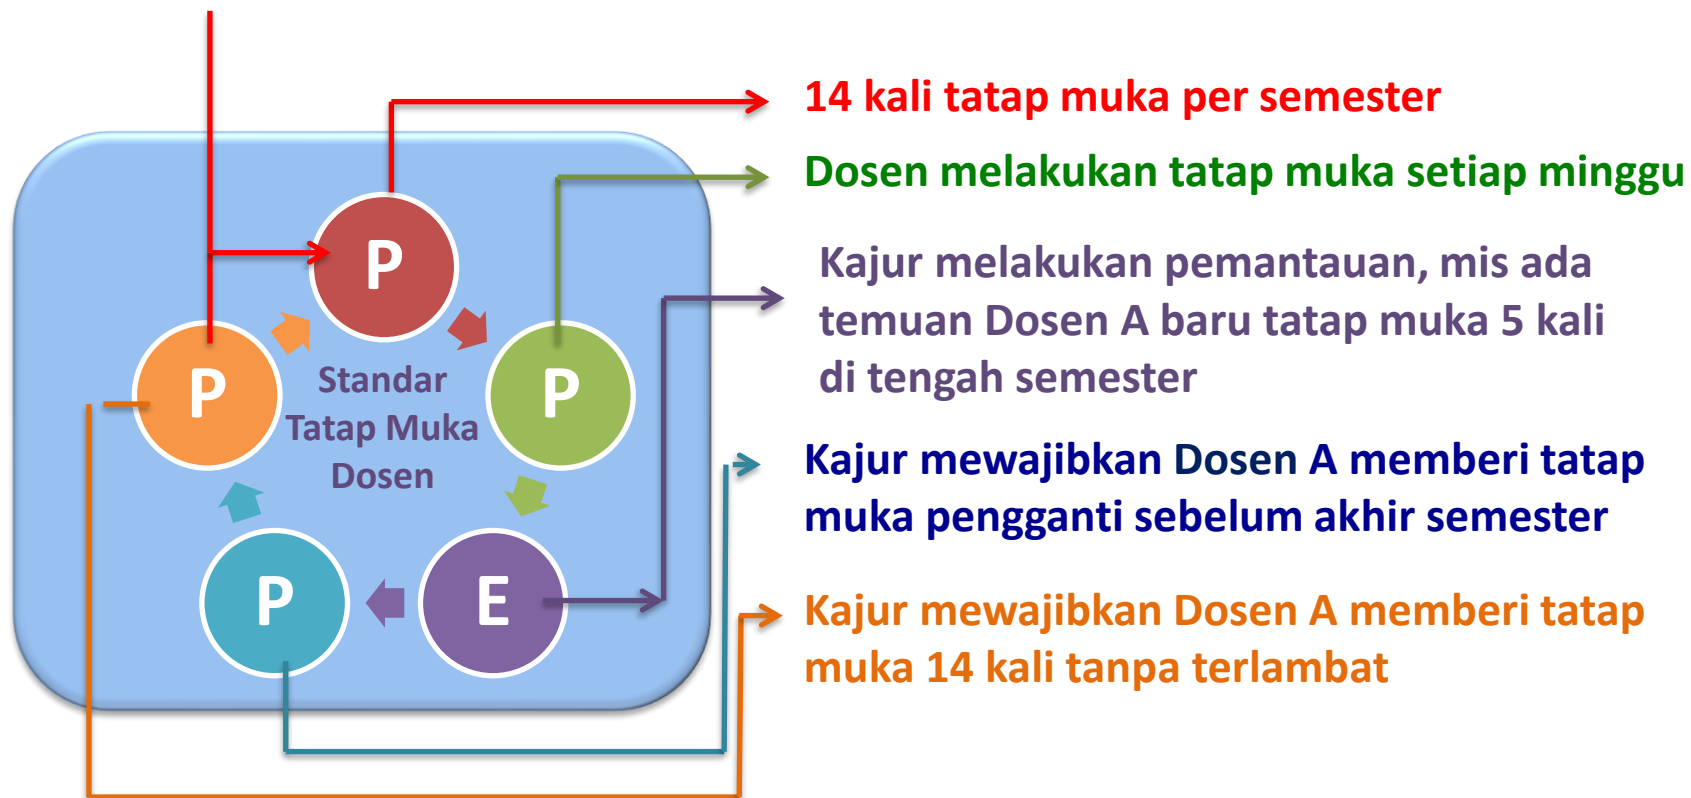 14 kali tatap muka per semester
Dosen melakukan tatap muka setiap minggu
Kajur melakukan pemantauan, mis ada
temuan Dosen A baru tatap muka 5 kali
di tengah semester
Kajur mewajibkan Dosen A memberi tatap
muka pengganti sebelum akhir semester
Kajur mewajibkan Dosen A memberi tatap
muka 14 kali tanpa terlambat
P
P
E
P
P
Standar
Tatap Muka
Dosen